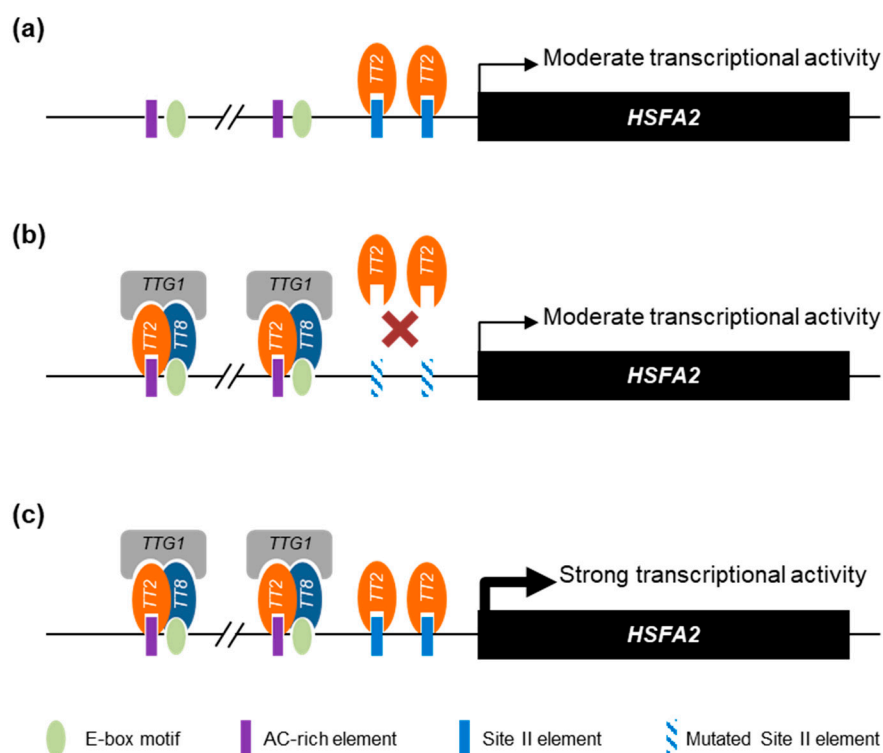 (a)
TT2 TT2
Moderate transcriptional activity
HSFA2
(b)
TTG1 TTG1 TT2 TT2
TT2 TT8 TT2 TT8
Moderate transcriptional activity
HSFA2
(c)
TTG1 TTG1
TT2 TT8 TT2 TT8 TT2 TT2
Strong transcriptional activity
HSFA2
E-box motif AC-rich element Site II element Mutated Site II element